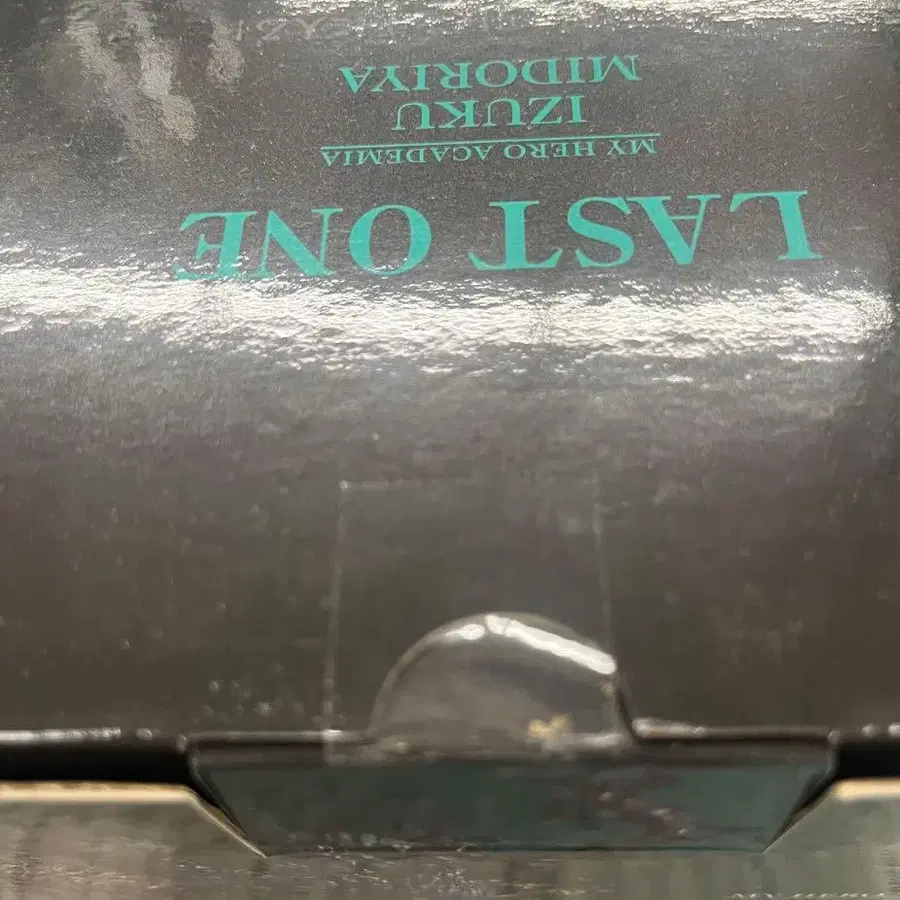 LAST ONE
MY HERO ACADEMIA
IZUKU
MIDORIYA